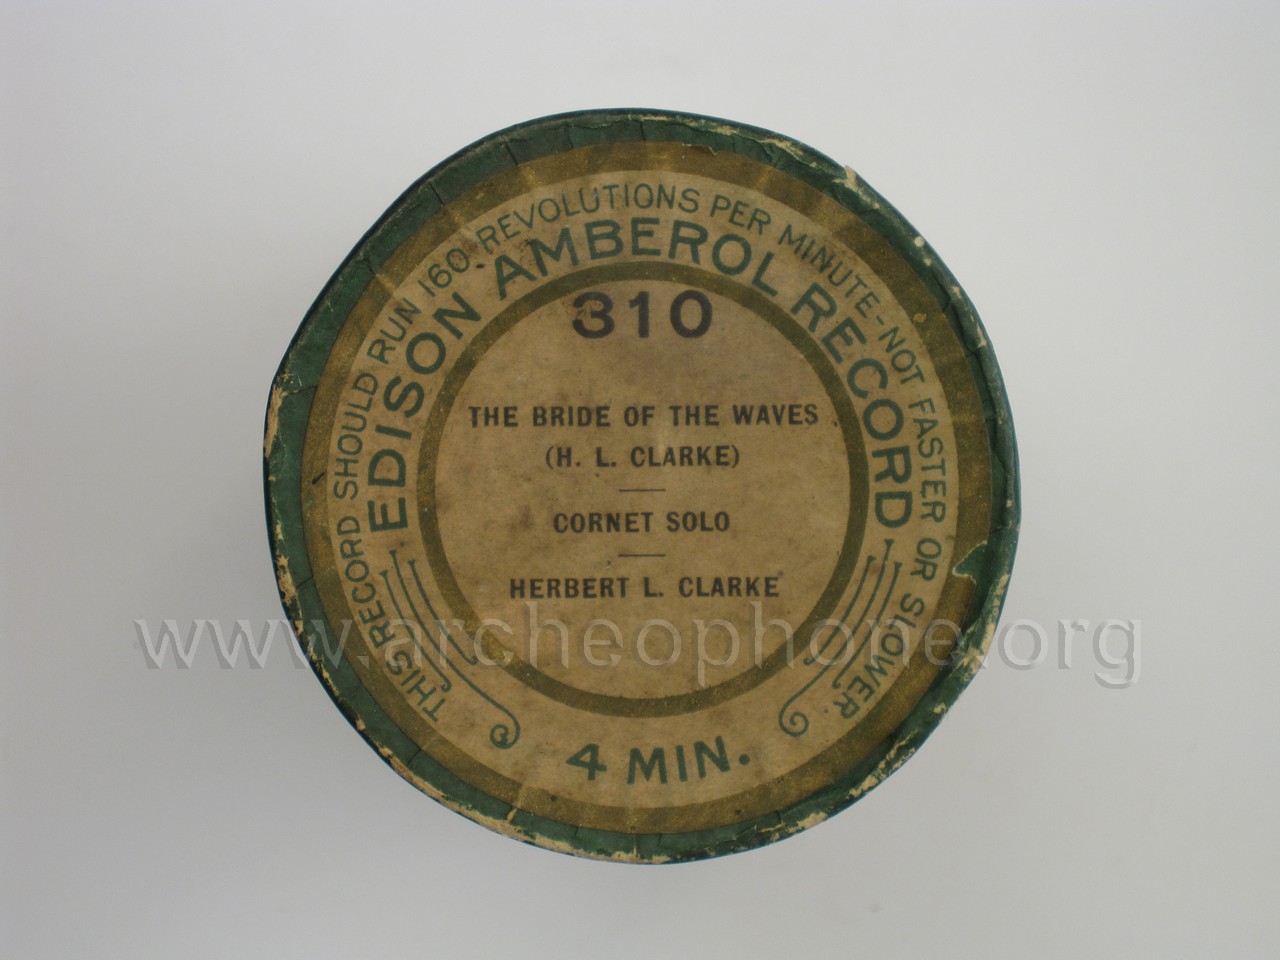 THIS RECORD SHOULD RUN 160 REVOLUTIONS PER MINUTE-NOT FASTER OR SLOWER.
EDISON AMBEROL RECORD
310
THE BRIDE OF THE WAVES
(H. L. CLARKE)
CORNET SOLO
HERBERT L. CLARKE
www.archeophone.org
4 MIN.